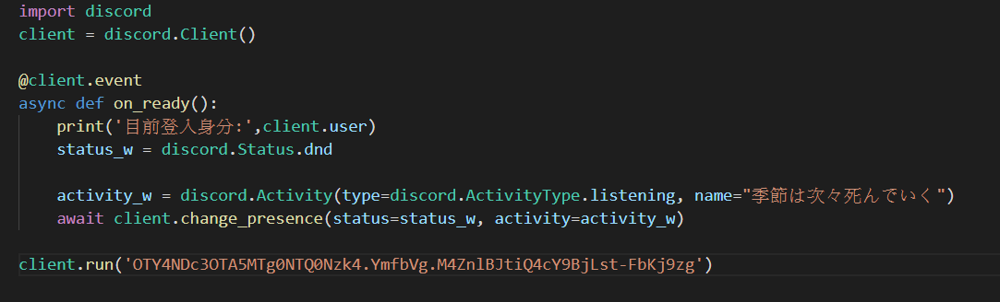 import discord
client = discord.Client()
@client.event
async def on_ready():
print('目前登入身分:',client.user)
status_w = discord.Status.dnd
activity_w = discord.Activity(type=discord.ActivityType.listening, name="季節は次々死んでいく")
await client.change_presence(status=status_w, activity=activity_w)
client.run('OTY4NDc3OTA5MTg0NTQ0Nzk4.YmfbVg.M4ZnlBJtiQ4cY9BjLst-FbKj9zg')